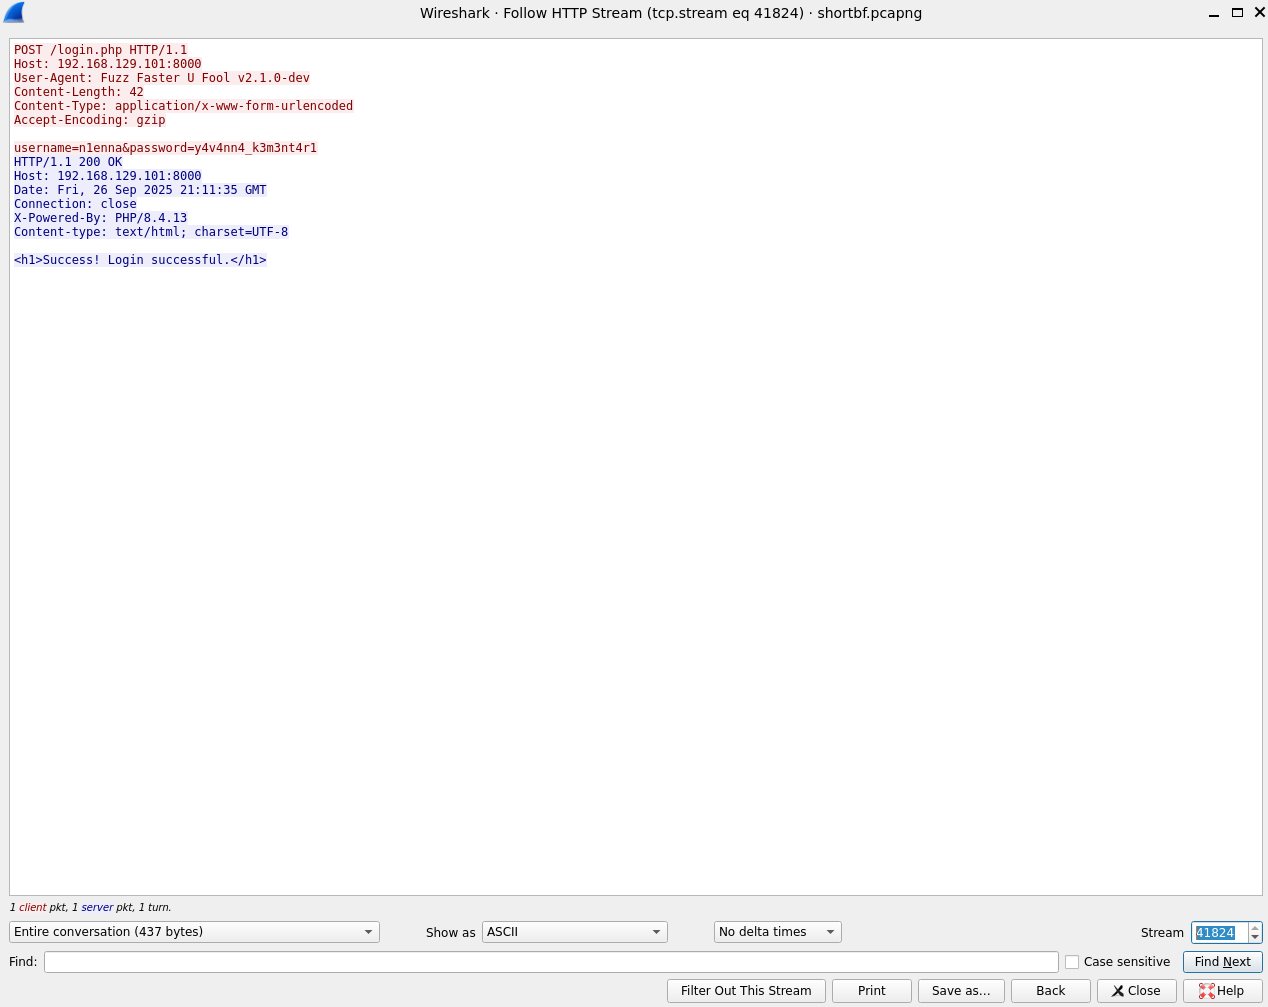 Wireshark · Follow HTTP Stream (tcp.stream eq 41824) · shortbf.pcapng
POST /login.php HTTP/1.1
Host: 192.168.129.101:8000
User-Agent: Fuzz Faster U Fool v2.1.0-dev
Content-Length: 42
Content-Type: application/x-www-form-urlencoded
Accept-Encoding: gzip
username=n1enna&password=y4v4nn4_k3m3nt4r1
HTTP/1.1 200 OK
Host: 192.168.129.101:8000
Date: Fri, 26 Sep 2025 21:11:35 GMT
Connection: close
X-Powered-By: PHP/8.4.13
Content-type: text/html; charset=UTF-8
<h1>Success! Login successful.</h1>
1 client pkt, 1 server pkt, 1 turn.
Entire conversation (437 bytes) Show as ASCII No delta times Stream 41824
Find: Case sensitive Find Next
Filter Out This Stream Print Save as… Back Close Help